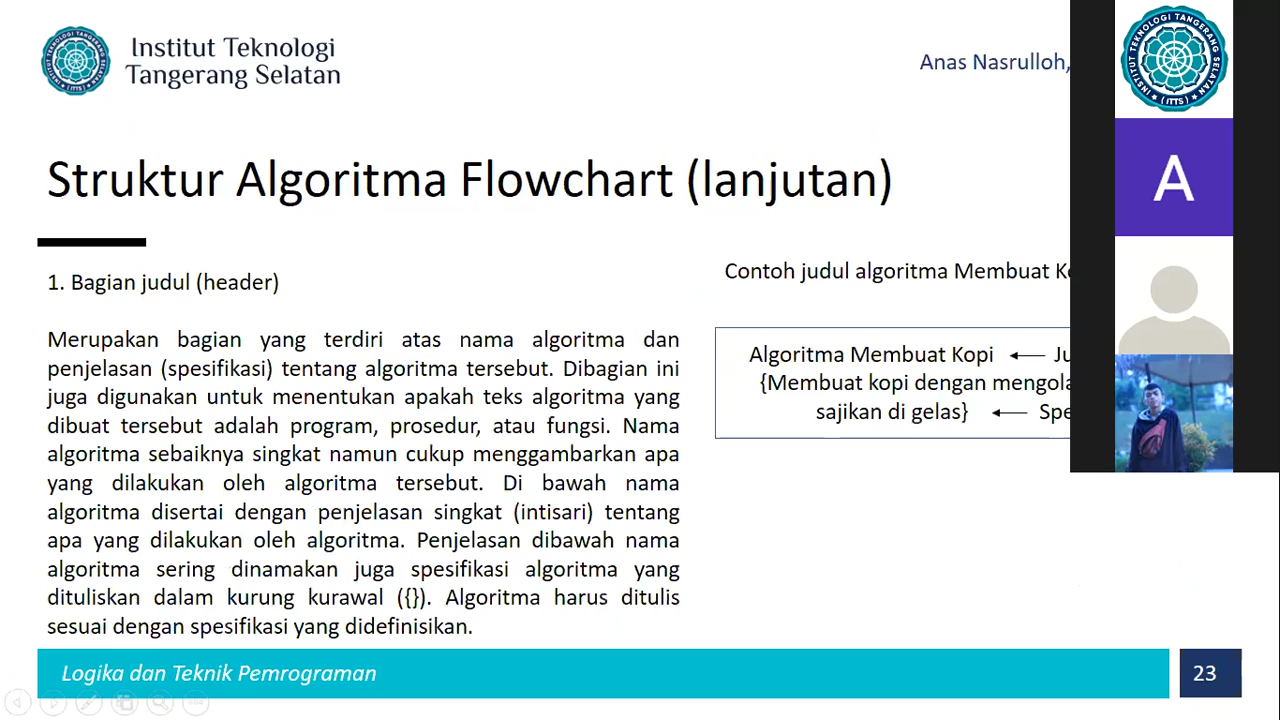 Institut Teknologi
Tangerang Selatan
Anas Nasrulloh,
INSTITUT TEKNOLOGI TANGERANG SELATAN (ITTS)
A
Struktur Algoritma Flowchart (lanjutan)
1. Bagian judul (header)
Merupakan bagian yang terdiri atas nama algoritma dan
penjelasan (spesifikasi) tentang algoritma tersebut. Dibagian ini
juga digunakan untuk menentukan apakah teks algoritma yang
dibuat tersebut adalah program, prosedur, atau fungsi. Nama
algoritma sebaiknya singkat namun cukup menggambarkan apa
yang dilakukan oleh algoritma tersebut. Di bawah nama
algoritma disertai dengan penjelasan singkat (intisari) tentang
apa yang dilakukan oleh algoritma. Penjelasan dibawah nama
algoritma sering dinamakan juga spesifikasi algoritma yang
dituliskan dalam kurung kurawal ({}). Algoritma harus ditulis
sesuai dengan spesifikasi yang didefinisikan.
Contoh judul algoritma Membuat
Algoritma Membuat Kopi ←
{Membuat kopi dengan
sajikan di gelas} ←
Logika dan Teknik Pemrograman
23